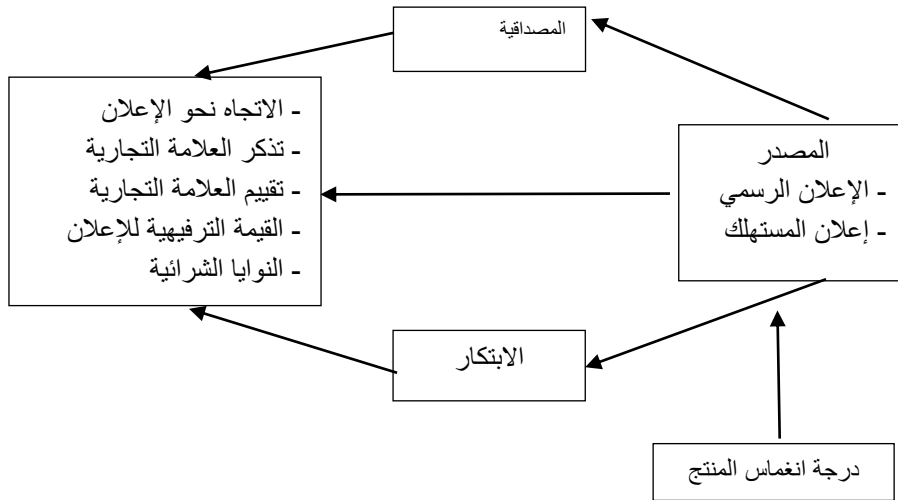 المصداقية
المصدر
- الإعلان الرسمي
- إعلان المستهلك
- الاتجاه نحو الإعلان
- تذكر العلامة التجارية
- تقييم العلامة التجارية
- القيمة الترفيهية للإعلان
- النوايا الشرائية
الابتكار
درجة انغماس المنتج